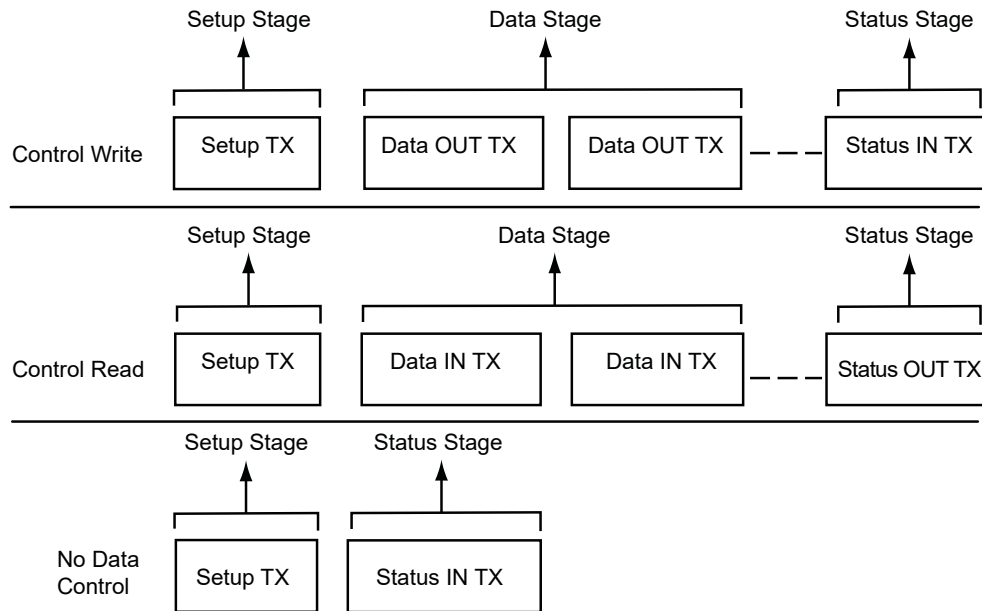 Setup Stage
Data Stage
Status Stage
Control Write
Setup TX
Data OUT TX
Data OUT TX
Status IN TX
Setup Stage
Data Stage
Status Stage
Control Read
Setup TX
Data IN TX
Data IN TX
Status OUT TX
Setup Stage
Status Stage
No Data
Control
Setup TX
Status IN TX